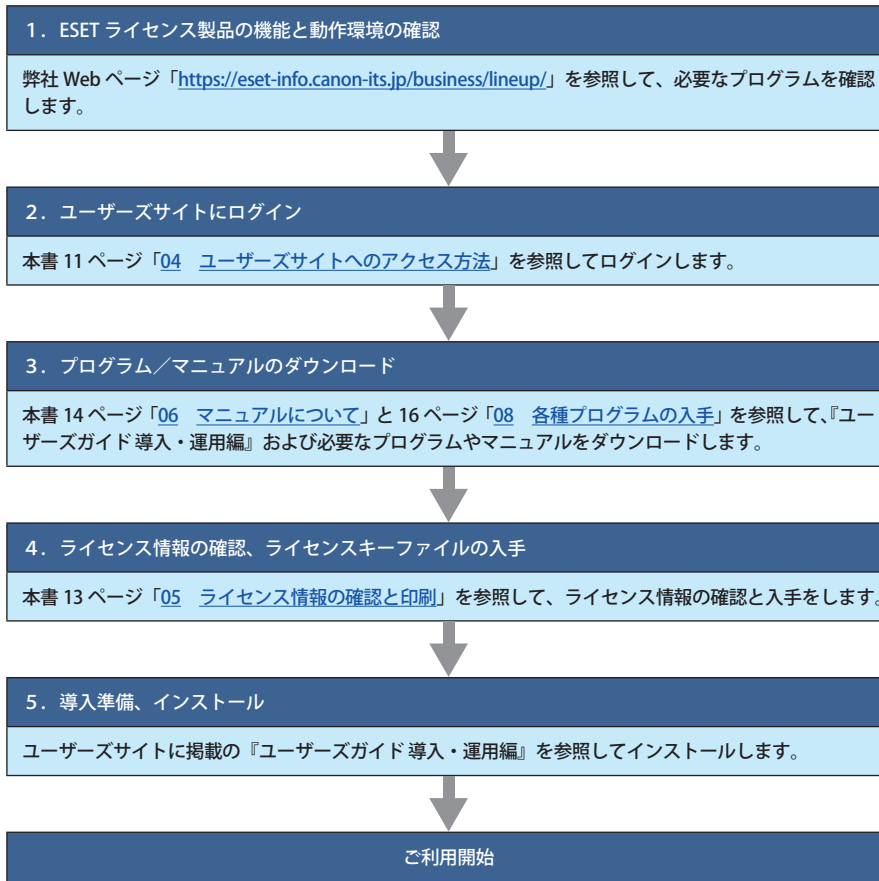 1．ESET ライセンス製品の機能と動作環境の確認
弊社 Web ページ「https://eset-info.canon-its.jp/business/lineup/」を参照して、必要なプログラムを確認
します。
2．ユーザーズサイトにログイン
本書 11 ページ「04　ユーザーズサイトへのアクセス方法」を参照してログインします。
3．プログラム／マニュアルのダウンロード
本書 14 ページ「06　マニュアルについて」と 16 ページ「08　各種プログラムの入手」を参照して、『ユー
ザーズガイド 導入・運用編』および必要なプログラムやマニュアルをダウンロードします。
4．ライセンス情報の確認、ライセンスキーファイルの入手
本書 13 ページ「05　ライセンス情報の確認と印刷」を参照して、ライセンス情報の確認と入手をします。
5．導入準備、インストール
ユーザーズサイトに掲載の『ユーザーズガイド 導入・運用編』を参照してインストールします。
ご利用開始